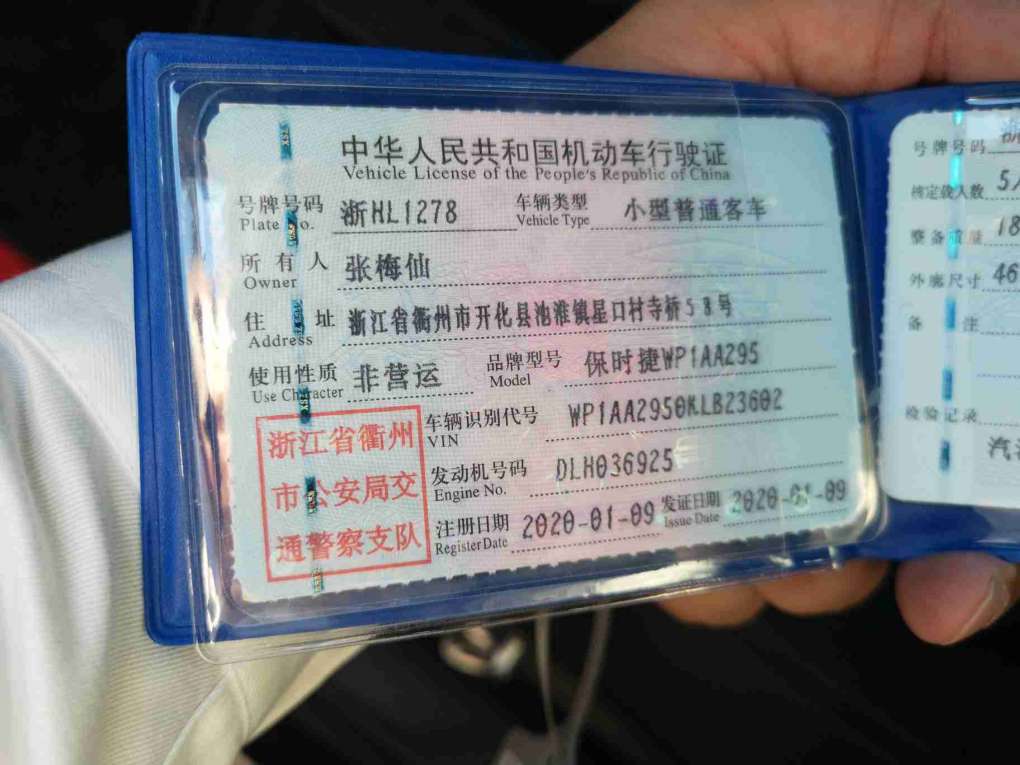 中华人民共和国机动车行驶证
Vehicle License of the People's Republic of China
号牌号码 浙HL1278 车辆类型 小型普通客车
Plate No. Vehicle Type
所有人 张梅仙
Owner
住址 浙江省衢州市开化县池淮镇星口村寺桥58号
Address
使用性质 非营运 品牌型号 保时捷WP1AA295
Use Character Model
浙江省衢州
市公安局交
通警察支队
车辆识别代号 WP1AA2950KLB23602
VIN
发动机号码 DLH036925
Engine No.
注册日期 2020-01-09 发证日期 2020-01-09
Register Date Issue Date
号牌号码 浙
核定载人数 5人
整备质量 18
外廓尺寸 46
备注
检验记录
汽